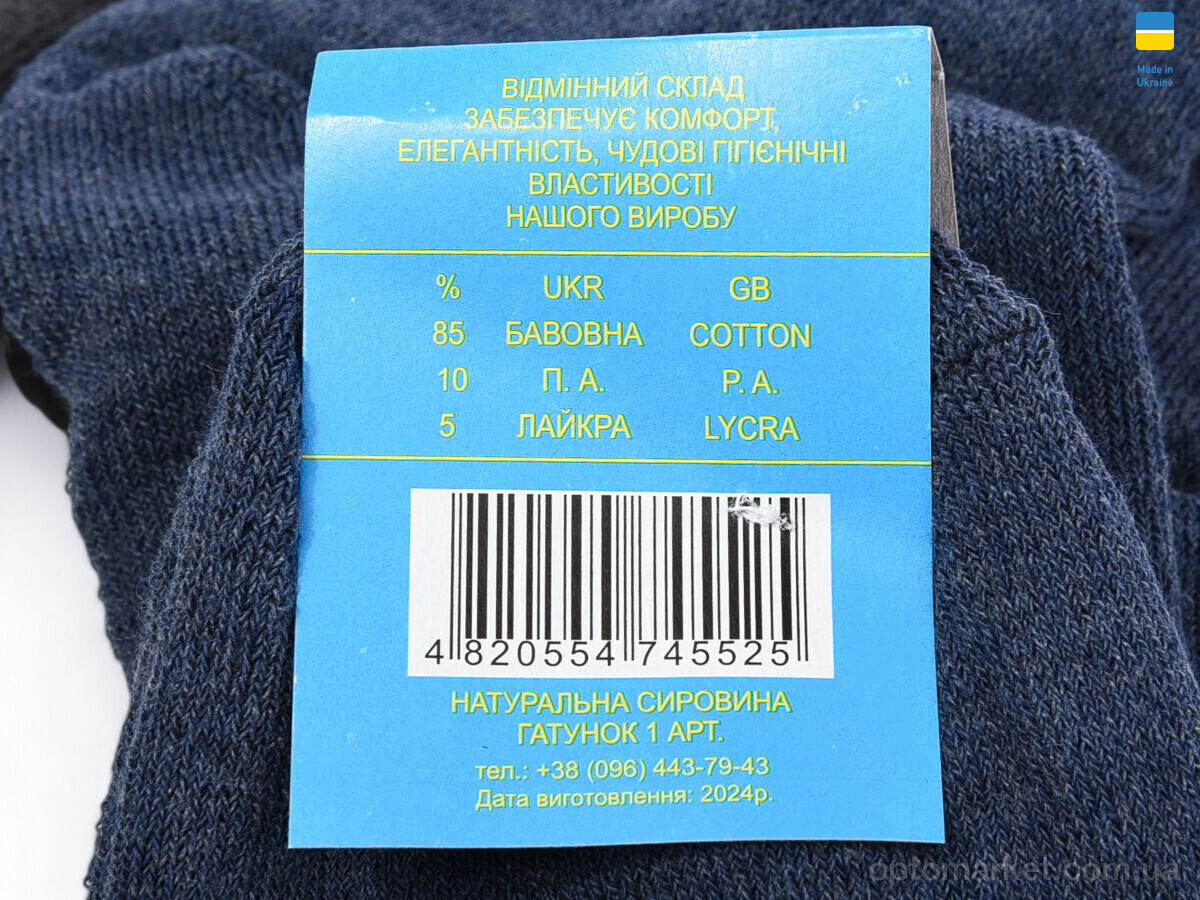 Made in
Ukraine
ВІДМІННИЙ СКЛАД
ЗАБЕЗПЕЧУЄ КОМФОРТ,
ЕЛЕГАНТНІСТЬ, ЧУДОВІ ГІГІЄНІЧНІ
ВЛАСТИВОСТІ
НАШОГО ВИРОБУ
% UKR GB
85 БАВОВНА COTTON
10 П. А. P. A.
5 ЛАЙКРА LYCRA
4 820554 745525
НАТУРАЛЬНА СИРОВИНА
ГАТУНОК 1 АРТ.
тел.: +38 (096) 443-79-43
Дата виготовлення: 2024р.
optomarket.com.ua